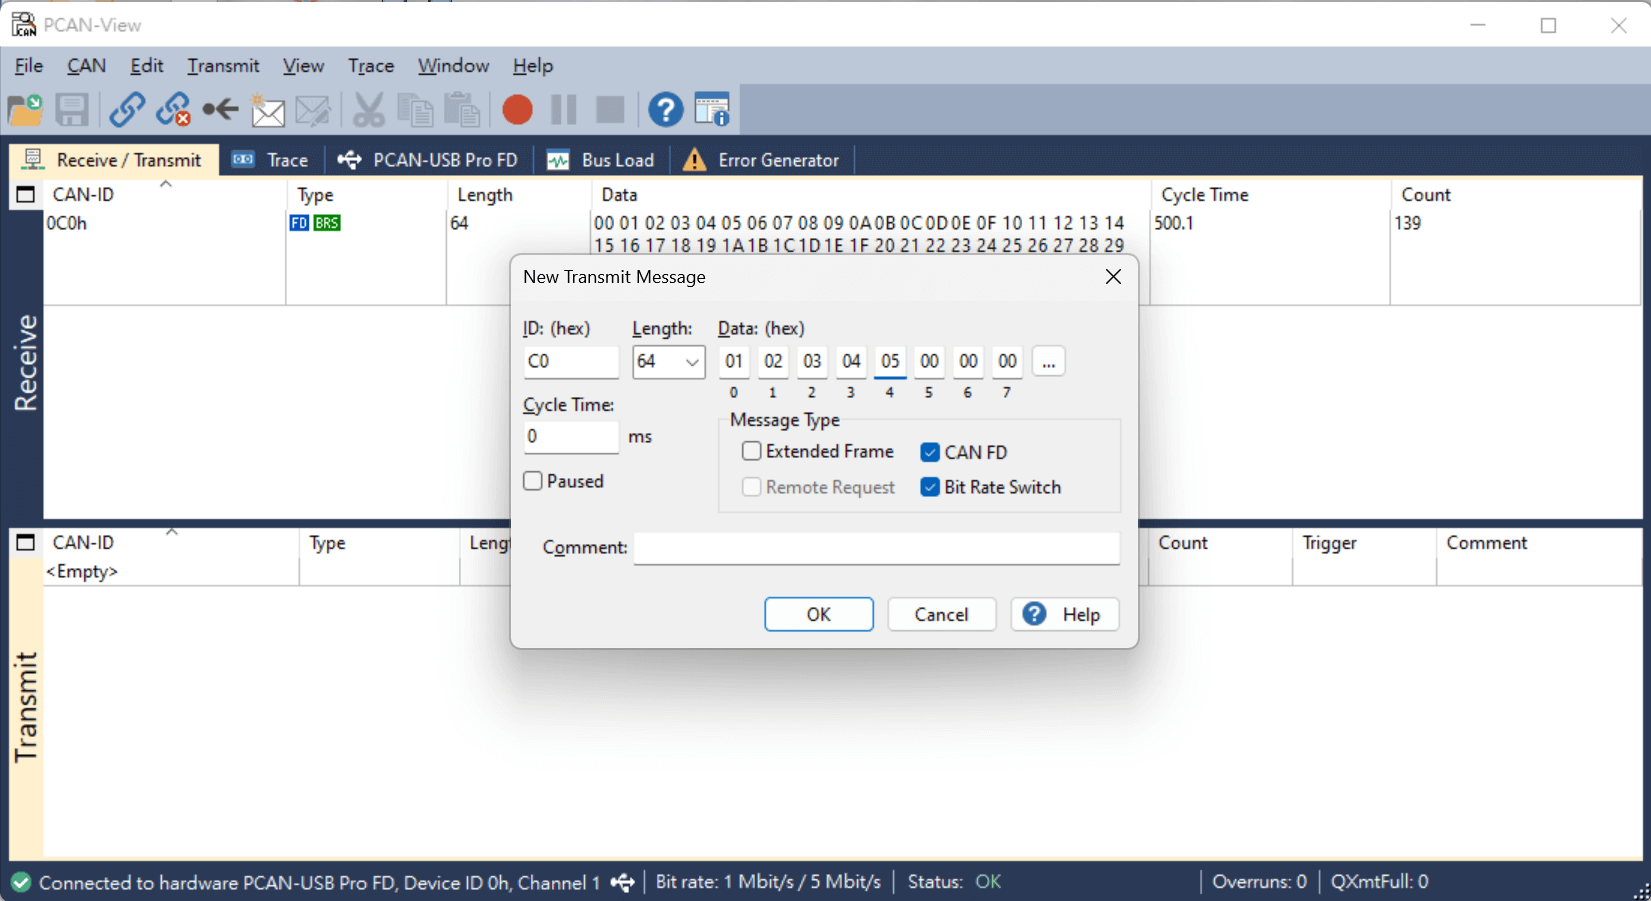 PCAN-View
File CAN Edit Transmit View Trace Window Help
Receive / Transmit Trace PCAN-USB Pro FD Bus Load Error Generator
CAN-ID Type Length Data Cycle Time Count
0C0h FD BRS 64 00 01 02 03 04 05 06 07 08 09 0A 0B 0C 0D 0E 0F 10 11 12 13 14 500.1 139
15 16 17 18 19 1A 1B 1C 1D 1E 1F 20 21 22 23 24 25 26 27 28 29
Receive
New Transmit Message
ID: (hex) Length: Data: (hex)
C0 64 01 02 03 04 05 00 00 00 ...
0 1 2 3 4 5 6 7
Cycle Time:
0 ms
Paused
Message Type
Extended Frame CAN FD
Remote Request Bit Rate Switch
Comment:
OK Cancel Help
CAN-ID Type Count Trigger Comment
<Empty>
Transmit
Connected to hardware PCAN-USB Pro FD, Device ID 0h, Channel 1 Bit rate: 1 Mbit/s / 5 Mbit/s Status: OK Overruns: 0 QXmtFull: 0